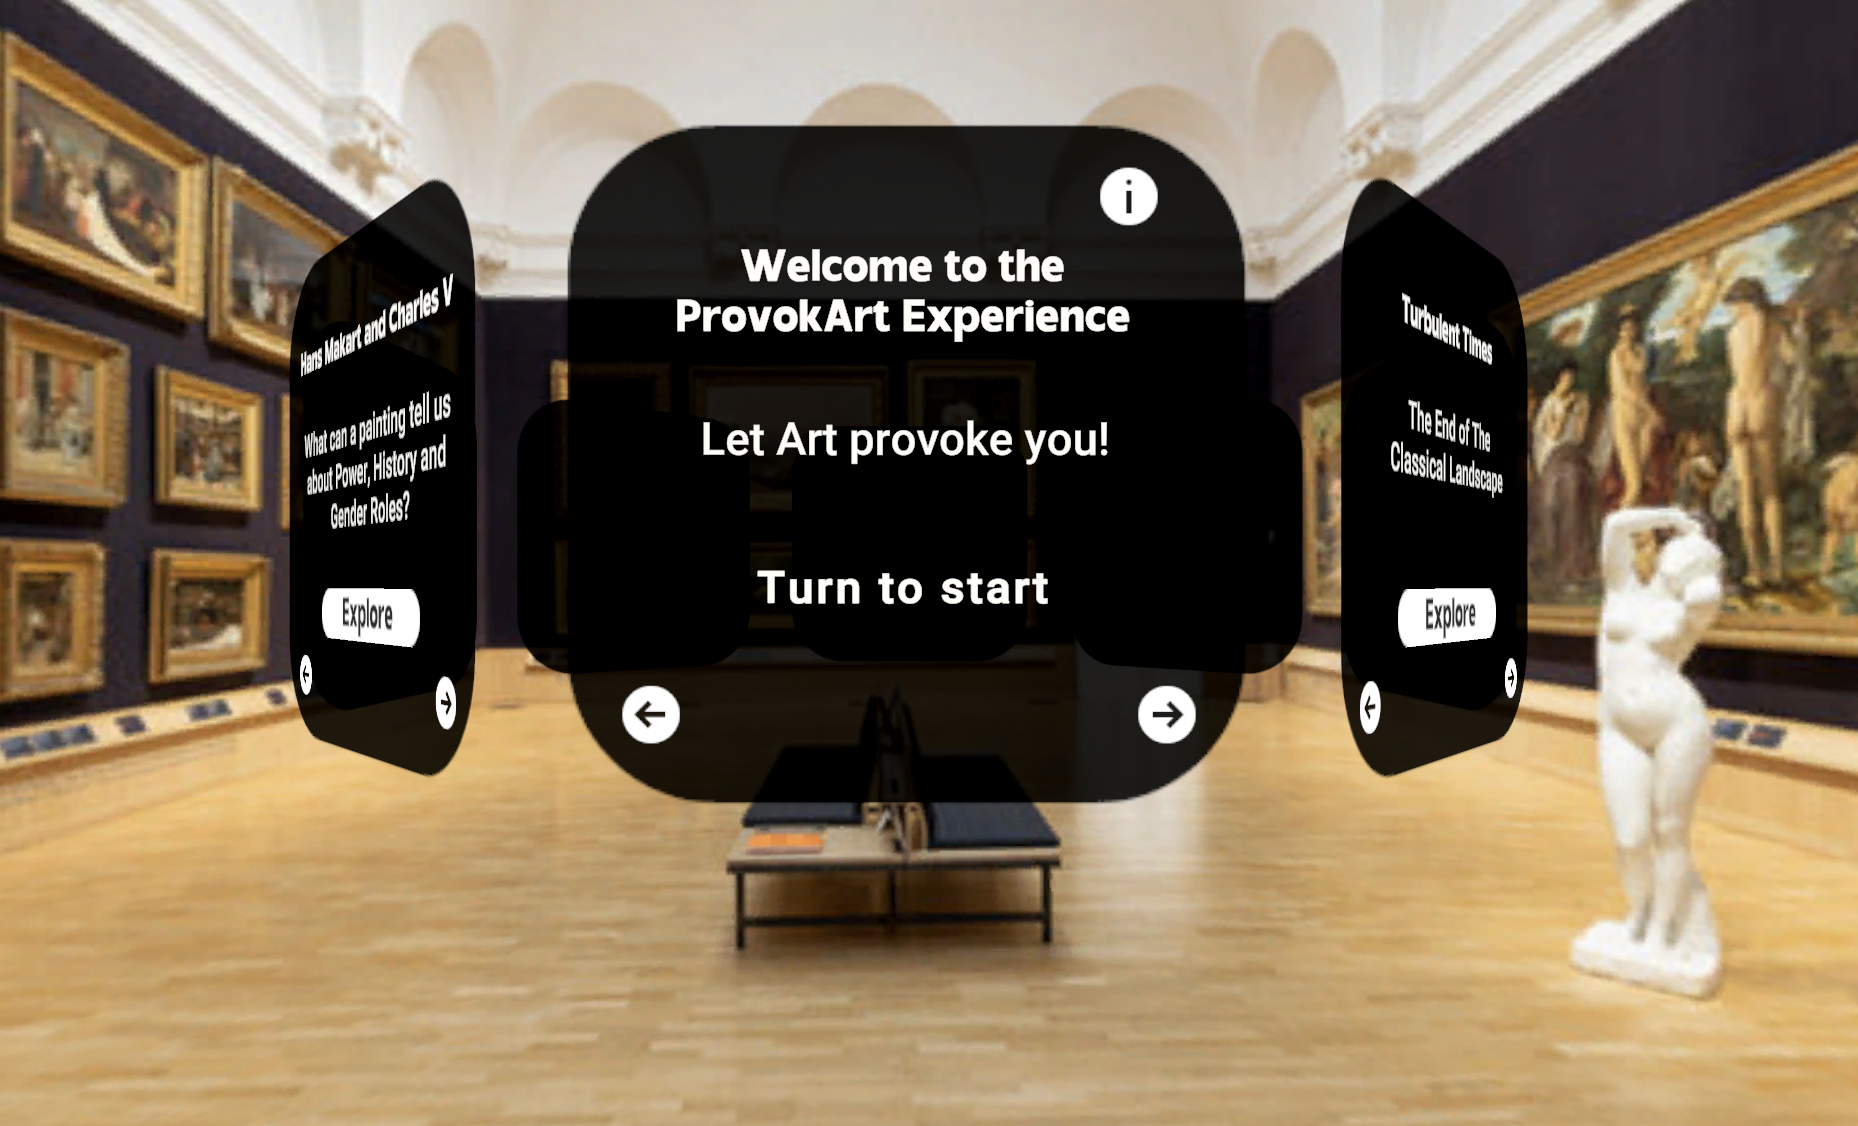 Hans Makart and Charles V
What can a painting tell us
about Power, History and
Gender Roles?
Explore
i
Welcome to the
ProvokArt Experience
Let Art provoke you!
Turn to start
Turbulent Times
The End of The
Classical Landscape
Explore